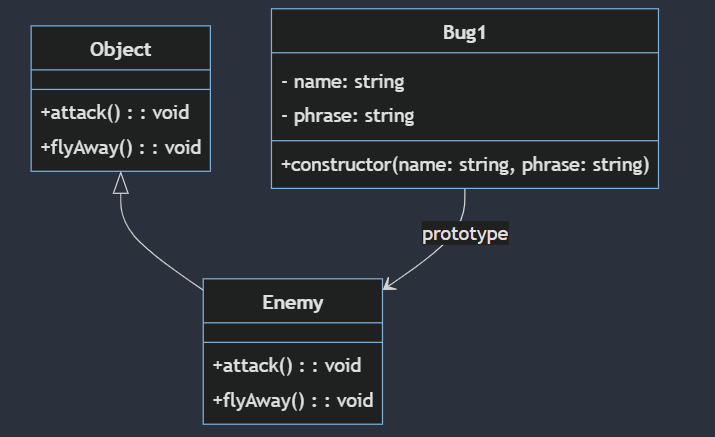 Object
+attack() : : void
+flyAway() : : void
Bug1
- name: string
- phrase: string
+constructor(name: string, phrase: string)
prototype
Enemy
+attack() : : void
+flyAway() : : void